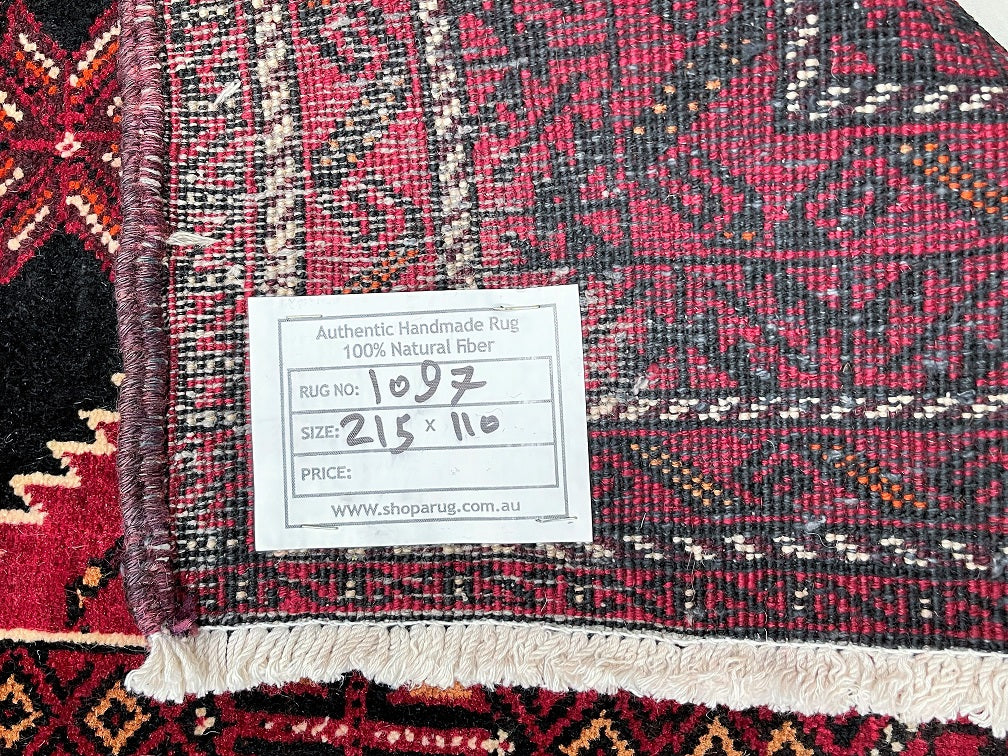 Authentic Handmade Rug
100% Natural Fiber
RUG NO: 1097
SIZE: 215 x 110
PRICE:
www.shoparug.com.au